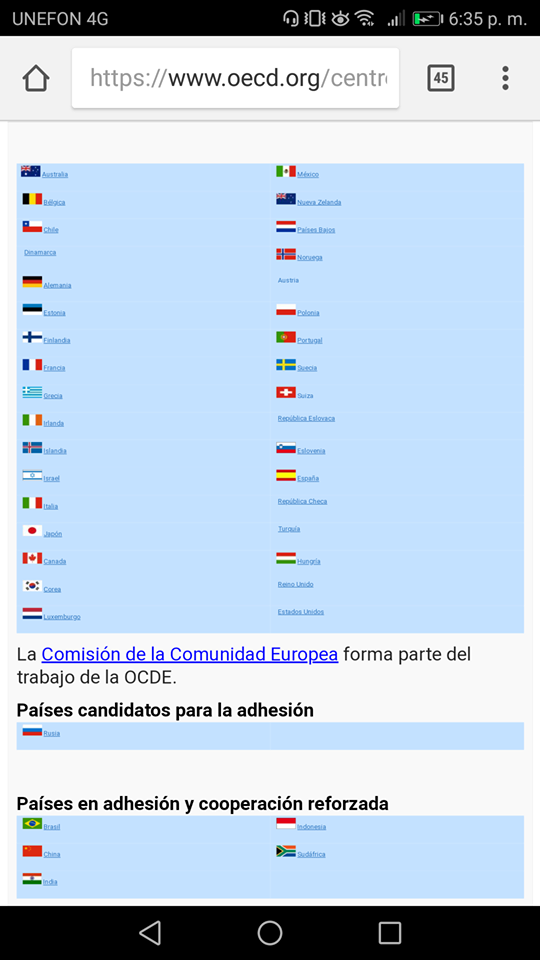 UNEFON 4G 6:35 p. m.
https://www.oecd.org/centr
45
Australia México
Bélgica Nueva Zelanda
Chile Países Bajos
Dinamarca Noruega
Alemania Austria
Estonia Polonia
Finlandia Portugal
Francia Suecia
Grecia Suiza
Irlanda República Eslovaca
Islandia Eslovenia
Israel España
Italia República Checa
Japón Turquía
Canada Hungría
Corea Reino Unido
Luxemburgo Estados Unidos
La Comisión de la Comunidad Europea forma parte del
trabajo de la OCDE.
Países candidatos para la adhesión
Rusia
Países en adhesión y cooperación reforzada
Brasil Indonesia
China Sudáfrica
India